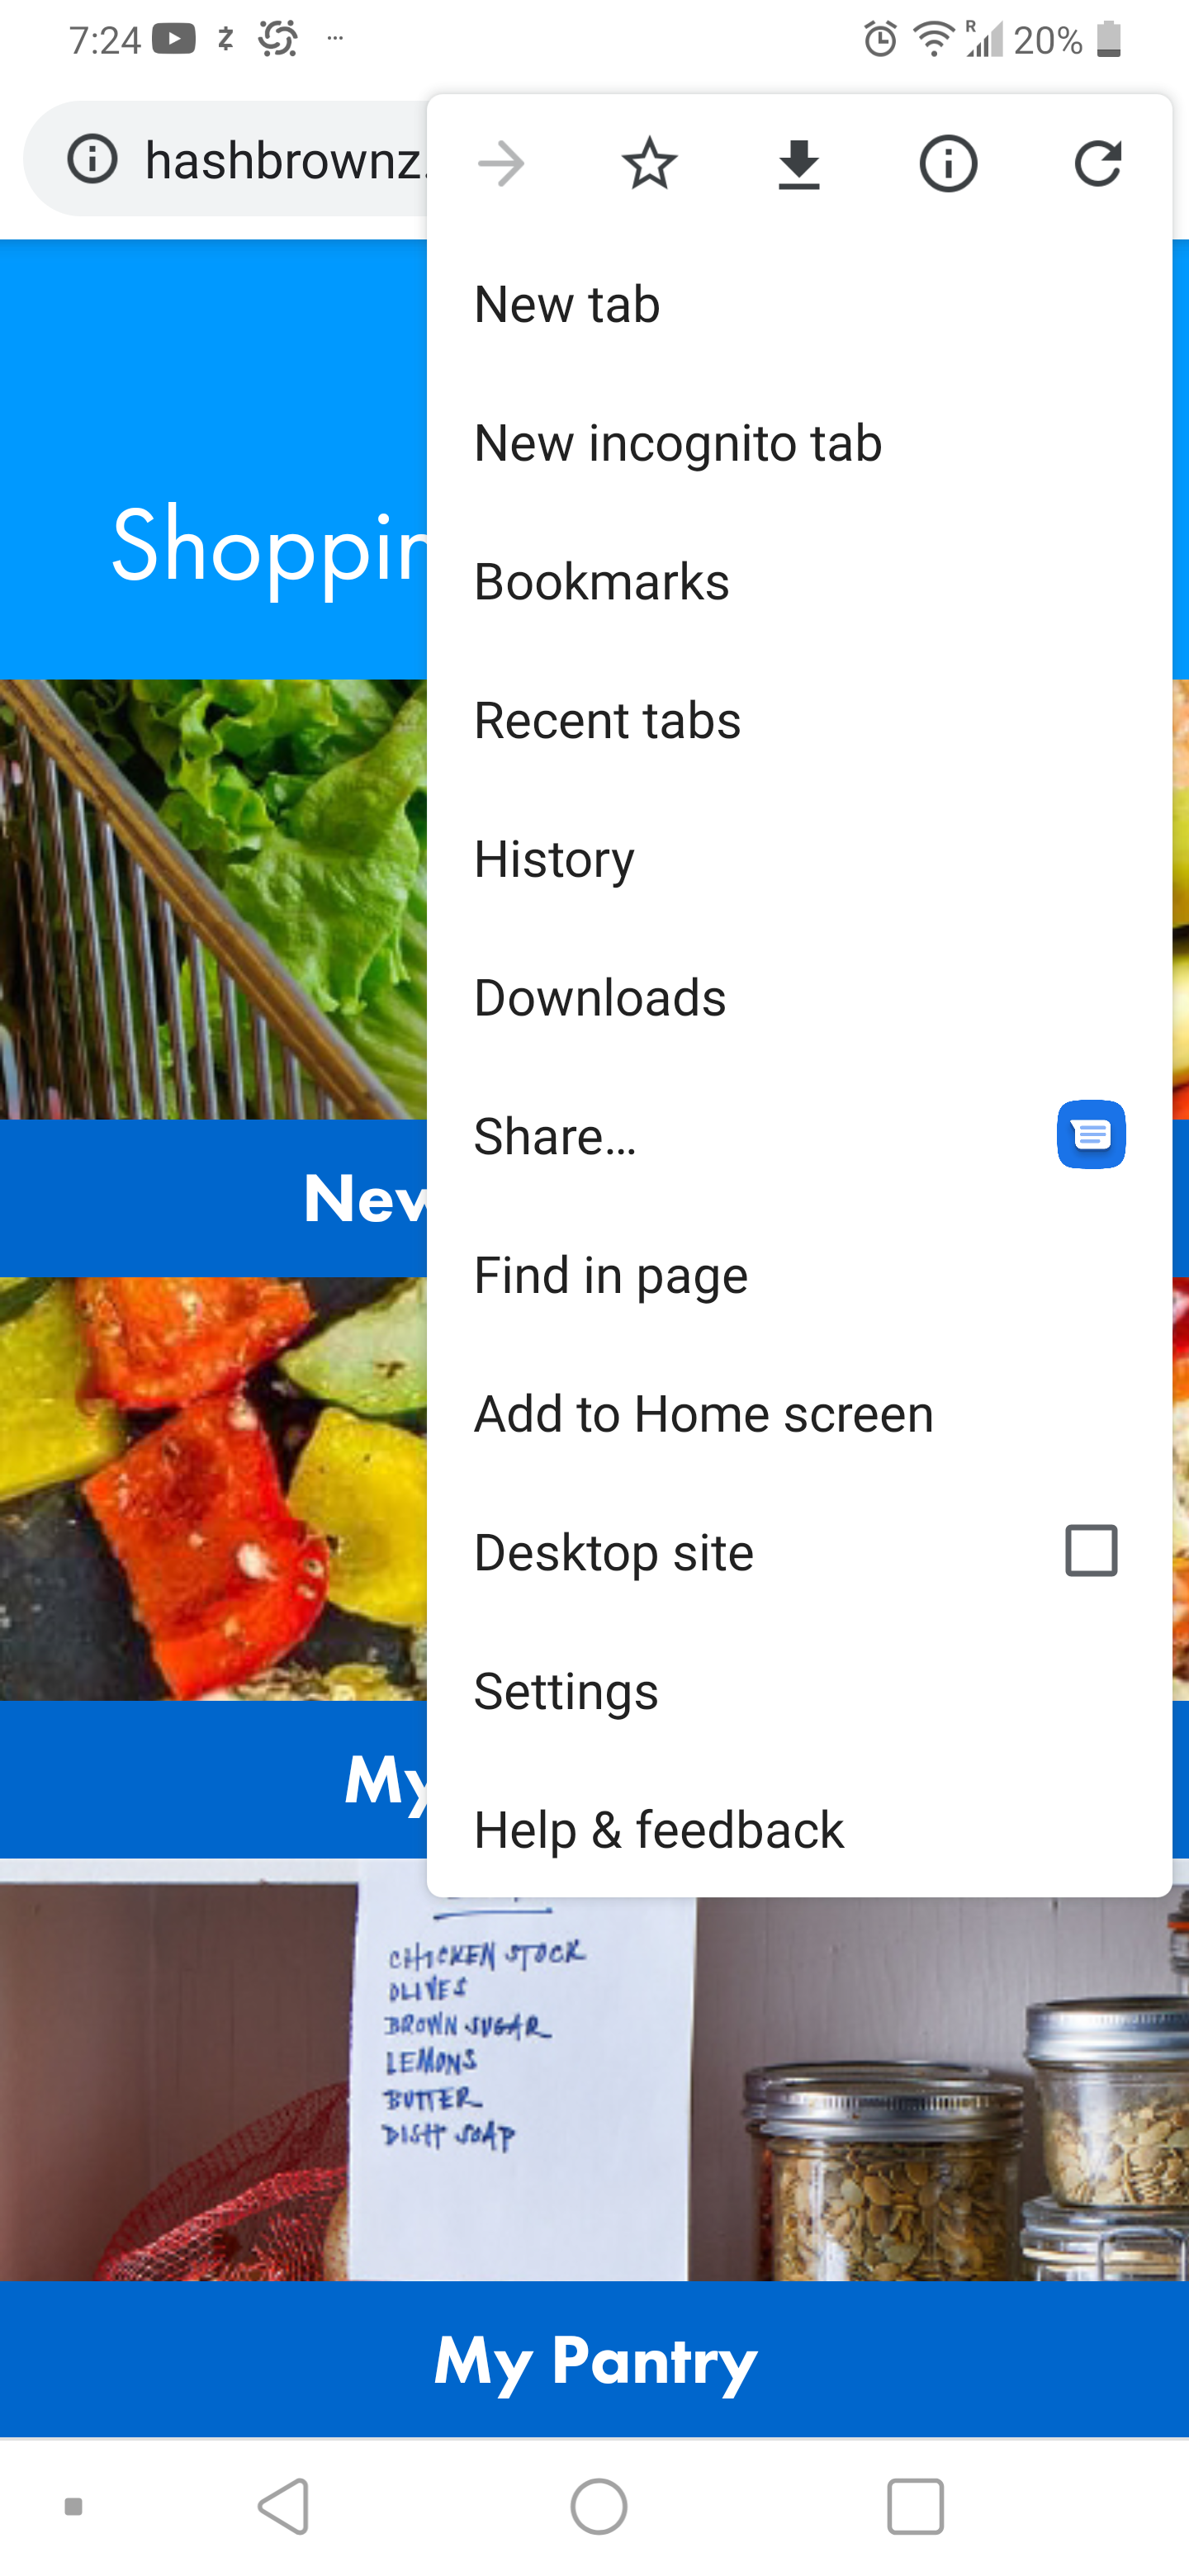 7:24
R
20%
hashbrownz.
New tab
New incognito tab
Shoppin
Bookmarks
Recent tabs
History
Downloads
Share...
New
Find in page
Add to Home screen
Desktop site
Settings
My
Help & feedback
CHICKEN STOCK
OLIVES
BROWN SUGAR
LEMONS
BUTTER
DISH SOAP
My Pantry